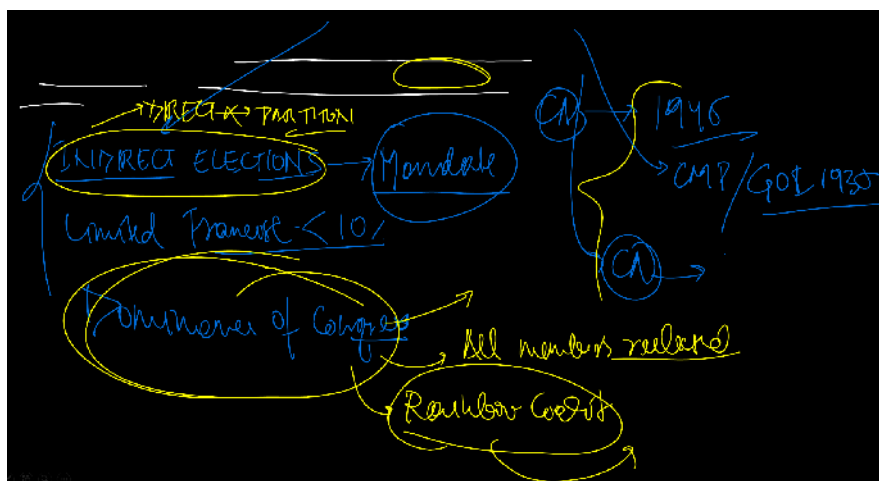 DIRECT X → PARTITION
INDIRECT ELECTIONS → Mandate
Limited Franchise < 10%
Dominance of Congress
All members released
Rainbow
CA → 1946
CMP / GOI 1935
CA →